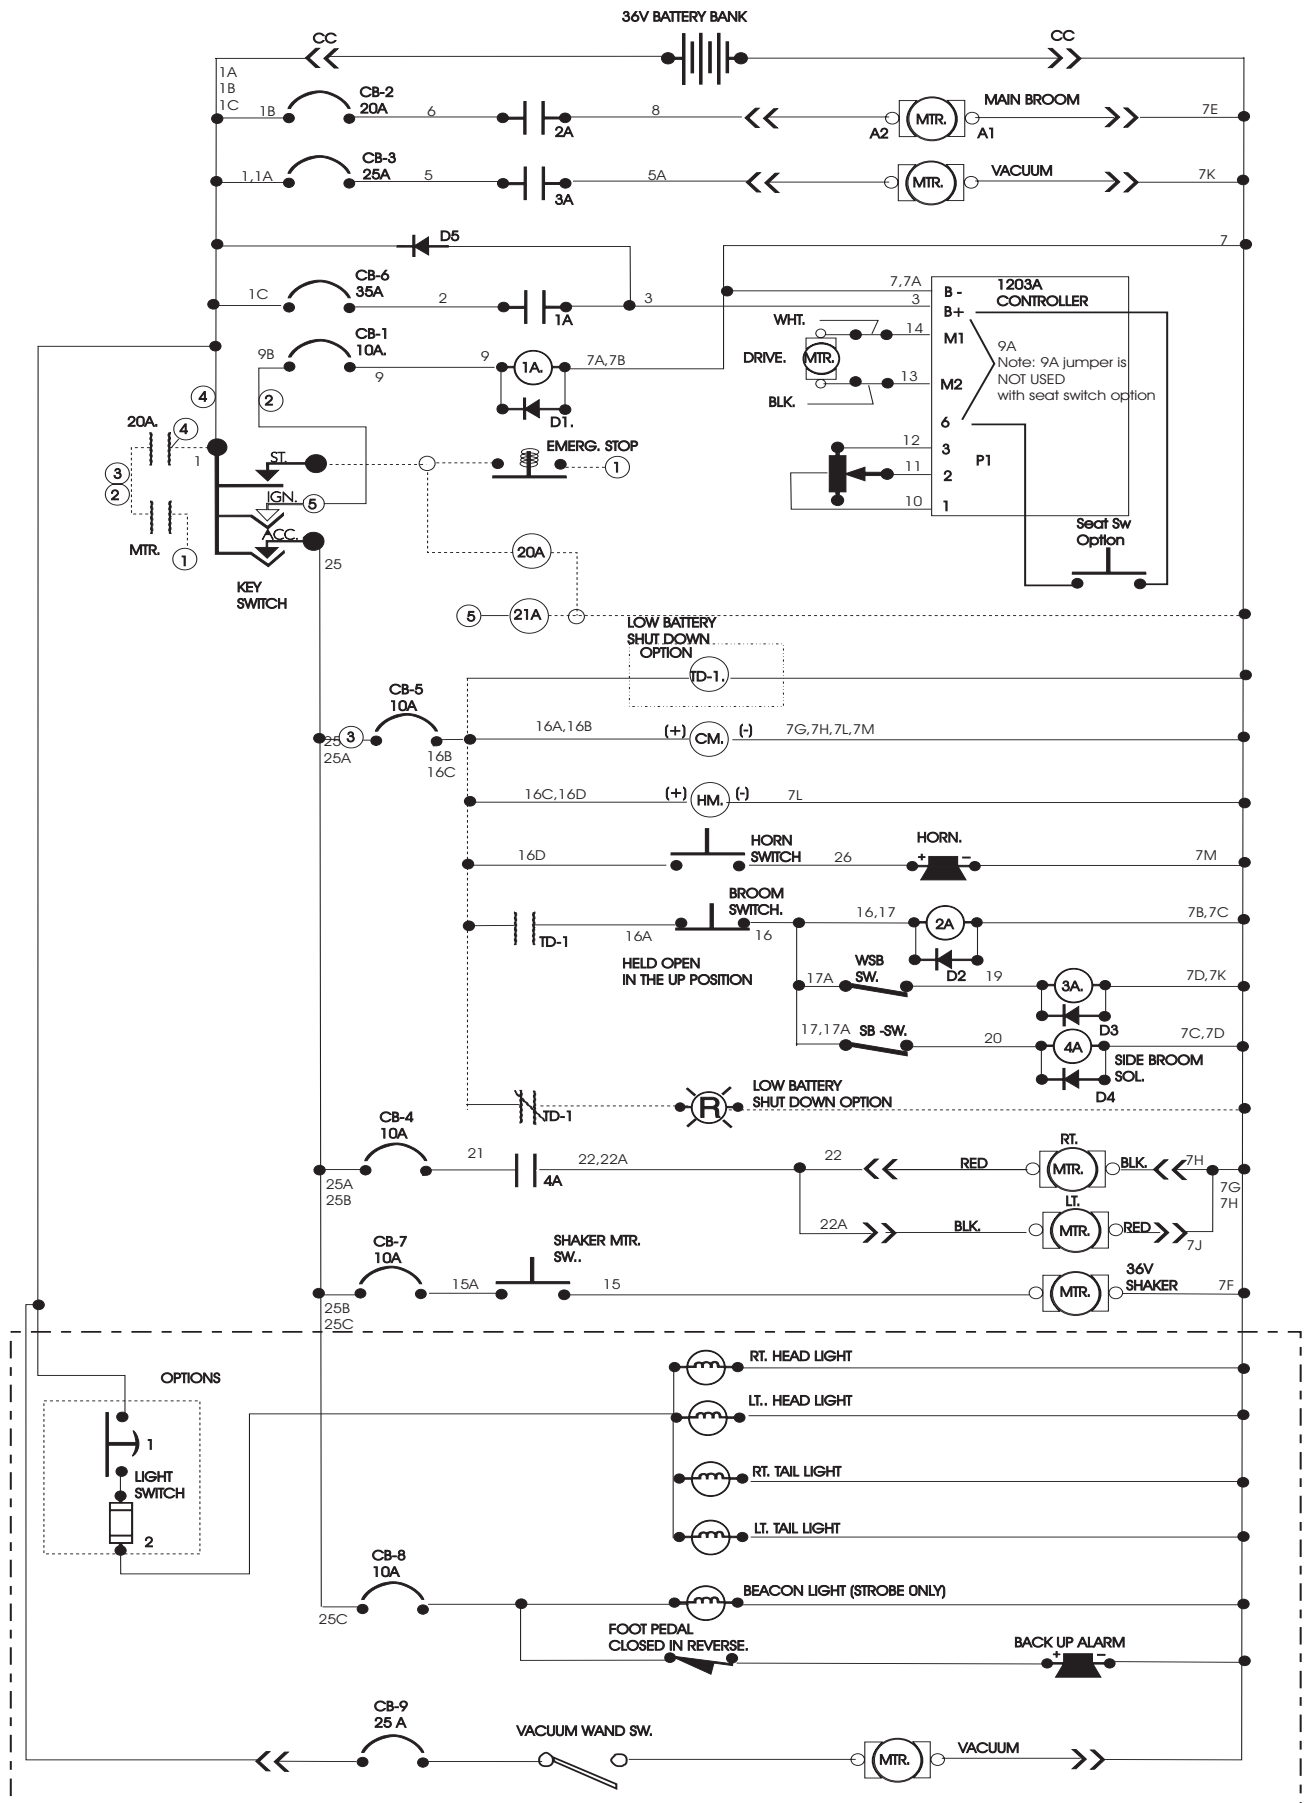 36V BATTERY BANK
CC
CC
1A
1B
1C
1B
CB-2
20A
6
2A
8
A2
MTR.
A1
MAIN BROOM
7E
1,1A
CB-3
25A
5
3A
5A
MTR.
VACUUM
7K
D5
7
1C
CB-6
35A
2
1A
3
7,7A
3
B -
B+
1203A
CONTROLLER
WHT.
14
M1
DRIVE.
MTR.
13
M2
BLK.
9A
Note: 9A jumper is
NOT USED
with seat switch option
9B
CB-1
10A.
9
9
1A.
7A,7B
D1.
6
12
3
P1
11
2
10
1
4
2
20A.
4
3
2
1
MTR.
1
ST.
IGN.
5
ACC.
25
KEY
SWITCH
EMERG. STOP
1
20A
5
21A
Seat Sw
Option
LOW BATTERY
SHUT DOWN
OPTION
TD-1.
CB-5
10A
25
3
25A
16B
16C
16A,16B
(+)
CM.
(-)
7G,7H,7L,7M
16C,16D
(+)
HM.
(-)
7L
16D
HORN
SWITCH
26
HORN.
+
−
7M
TD-1
16A
BROOM
SWITCH.
16
HELD OPEN
IN THE UP POSITION
16,17
2A
D2
7B,7C
17A
WSB
SW.
19
3A.
D3
7D,7K
17,17A
SB -SW.
20
4A
D4
7C,7D
SIDE BROOM
SOL.
TD-1
R
LOW BATTERY
SHUT DOWN OPTION
CB-4
10A
25A
25B
21
4A
22,22A
22
RED
RT.
MTR.
BLK.
7H
7G
7H
22A
BLK.
LT.
MTR.
RED
7J
CB-7
10A
25B
25C
15A
SHAKER MTR.
SW..
15
MTR.
36V
SHAKER
7F
OPTIONS
1
LIGHT
SWITCH
2
RT. HEAD LIGHT
LT.. HEAD LIGHT
RT. TAIL LIGHT
LT. TAIL LIGHT
25C
CB-8
10A
BEACON LIGHT (STROBE ONLY)
FOOT PEDAL
CLOSED IN REVERSE.
BACK UP ALARM
+
−
CB-9
25 A
VACUUM WAND SW.
MTR.
VACUUM